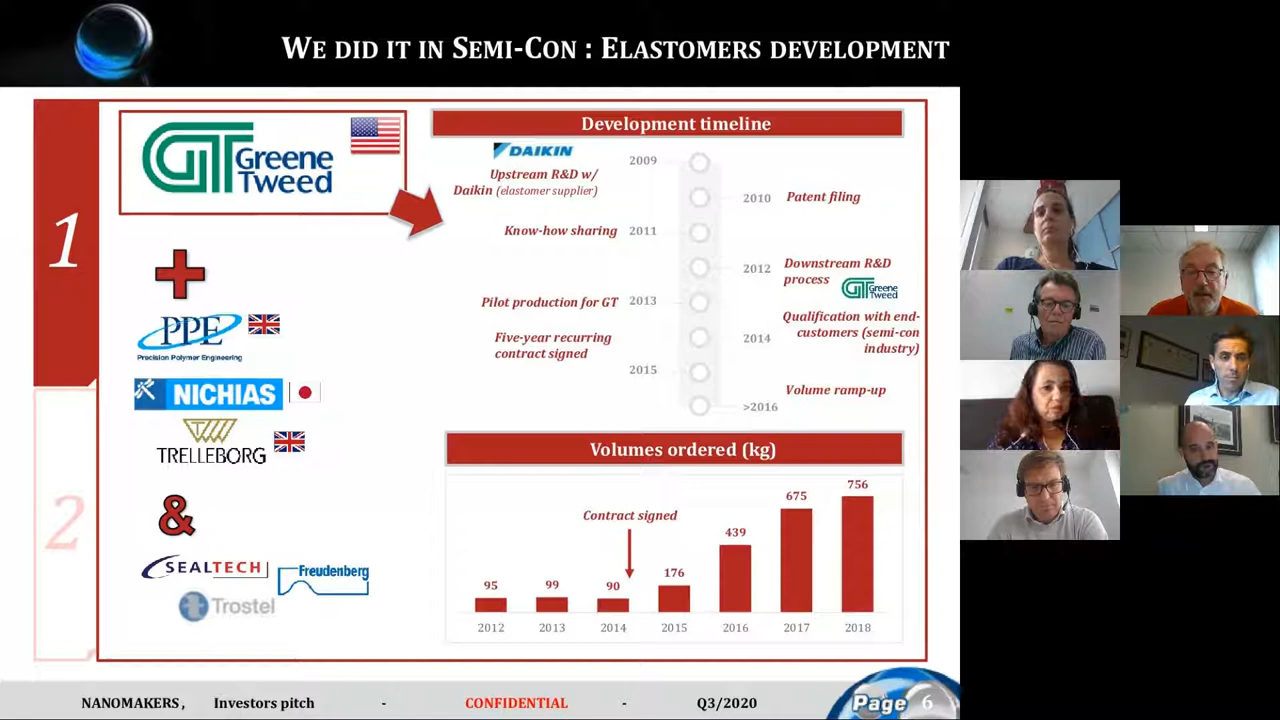 WE DID IT IN SEMI-CON : ELASTOMERS DEVELOPMENT
1
GT Greene
Tweed
PPE
Precision Polymer Engineering
NICHIAS
TRELLEBORG
&
SEALTECH
Freudenberg
Trostel
2
Development timeline
DAIKIN
2009
Upstream R&D w/
Daikin (elastomer supplier)
2010
Patent filing
Know-how sharing
2011
2012
Downstream R&D
process
GT Greene
Tweed
Pilot production for GT
2013
Qualification with end-
customers (semi-con
industry)
2014
Five-year recurring
contract signed
2015
Volume ramp-up
>2016
Volumes ordered (kg)
Contract signed
95
99
90
176
439
675
756
2012
2013
2014
2015
2016
2017
2018
NANOMAKERS, Investors pitch - CONFIDENTIAL - Q3/2020
Page 6